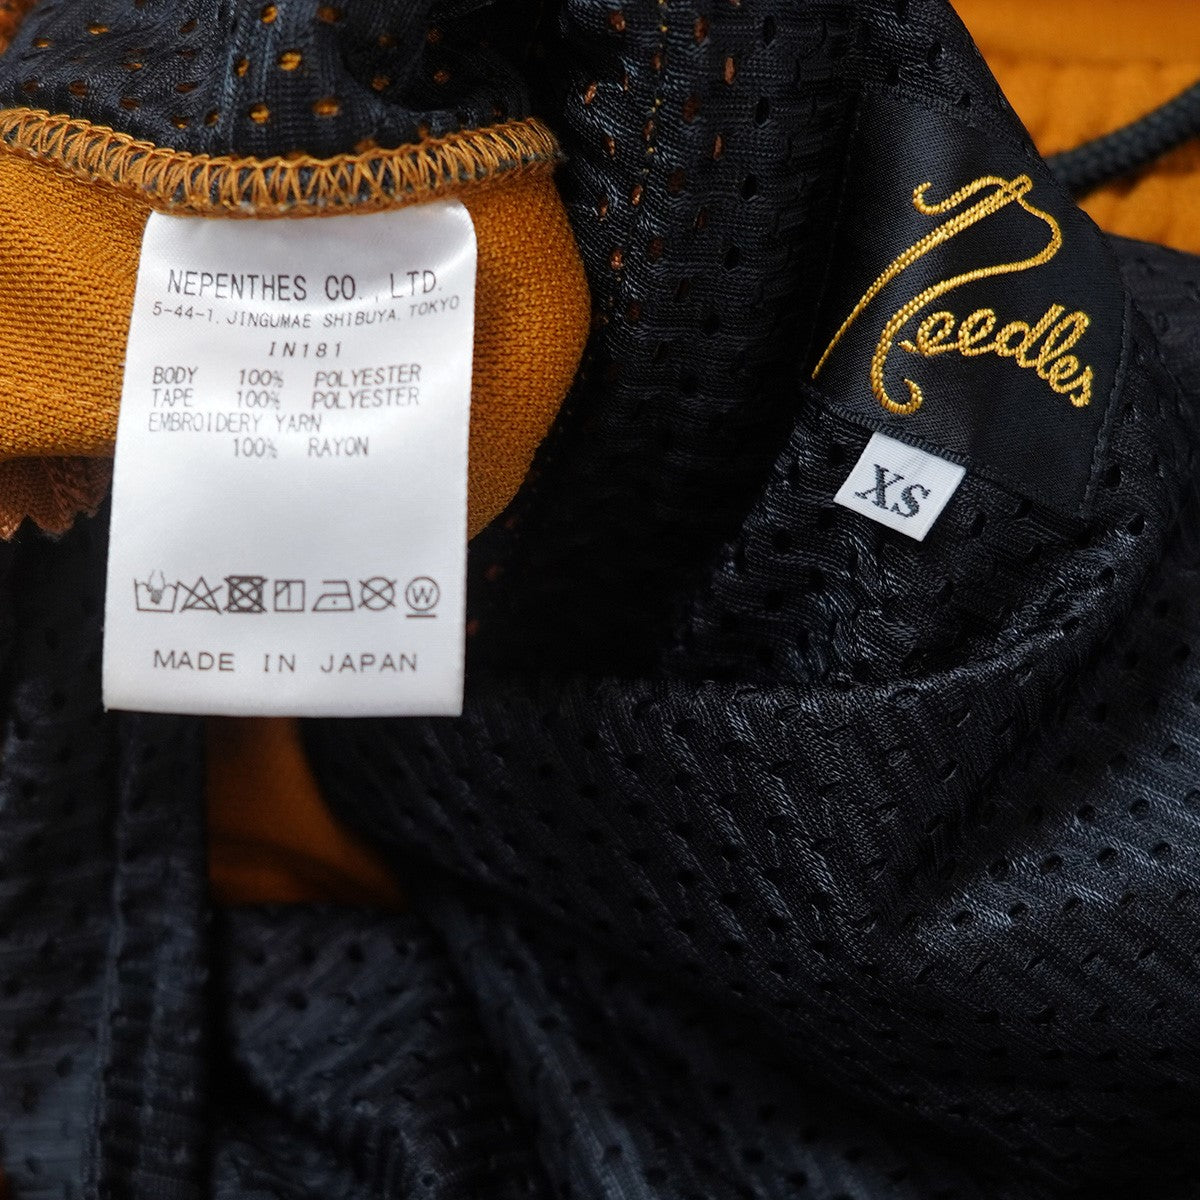 NEPENTHES CO.,LTD.
5-44-1. JINGUMAE SHIBUYA. TOKYO
IN181
BODY 100% POLYESTER
TAPE 100% POLYESTER
EMBROIDERY YARN
100% RAYON
W
MADE IN JAPAN
Needles
XS